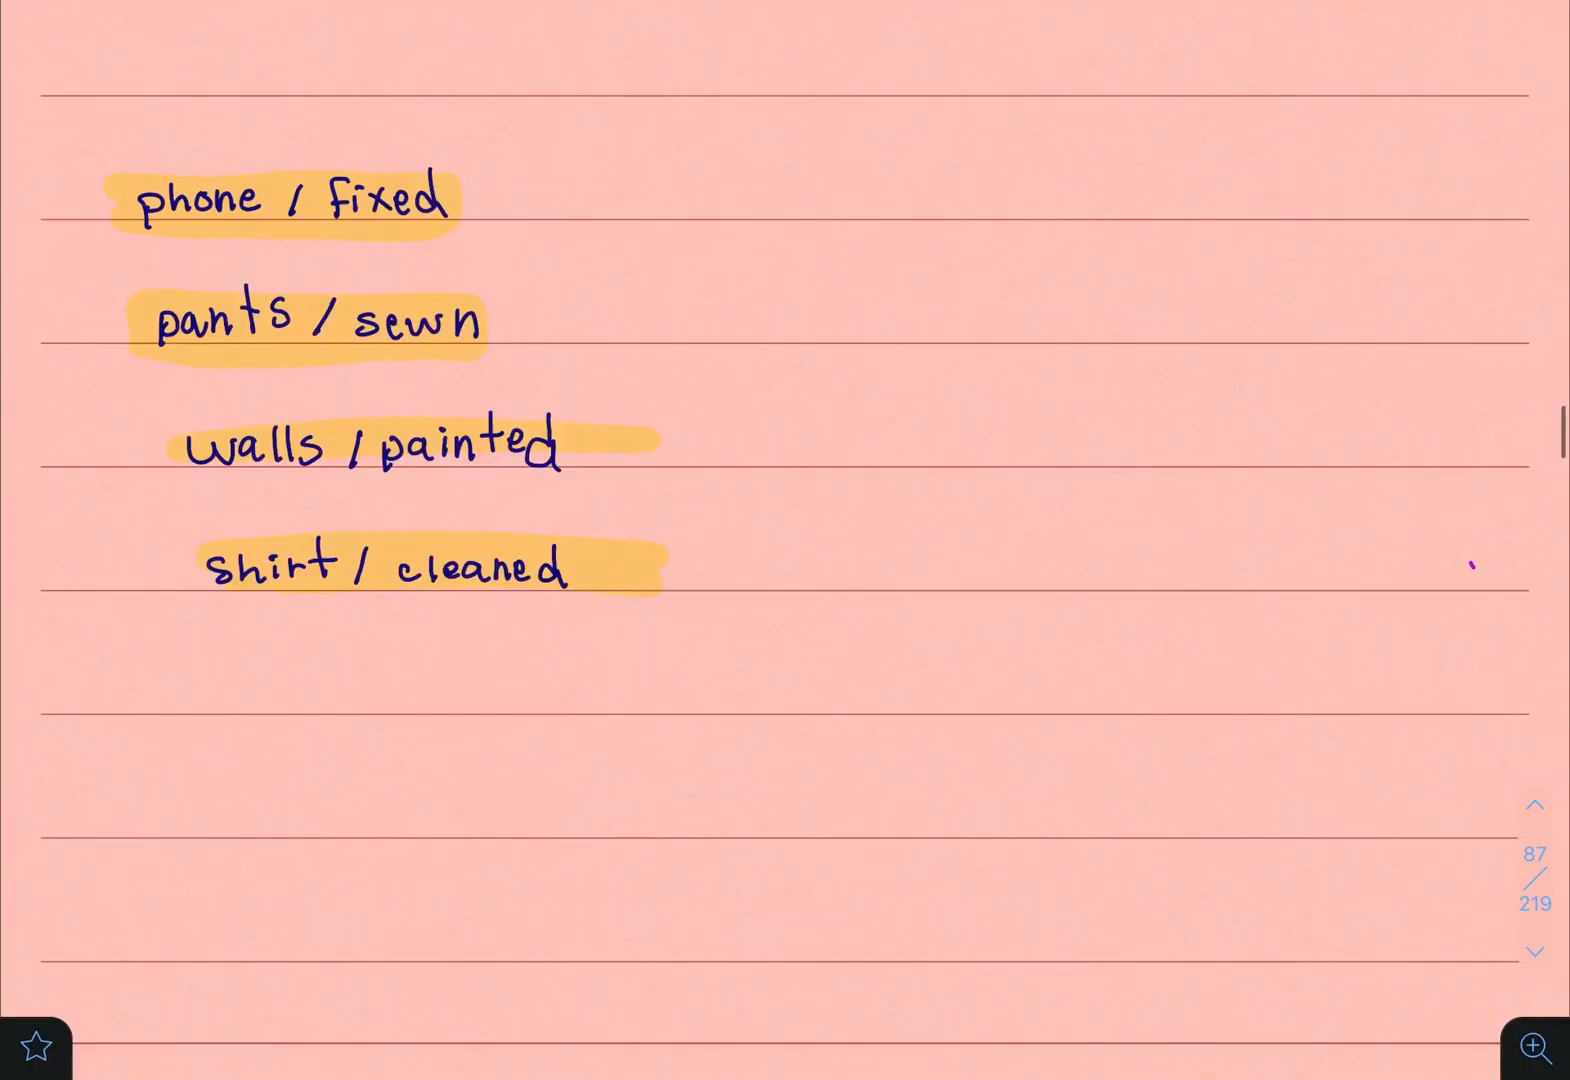 phone / fixed
pants / sewn
walls / painted
shirt / cleaned
87
/
219